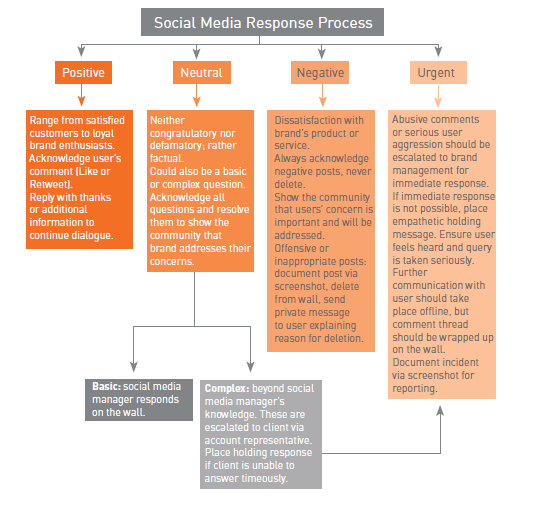 Social Media Response Process
Positive
Neutral
Negative
Urgent
Range from satisfied
customers to loyal
brand enthusiasts.
Acknowledge user's
comment (Like or
Retweet).
Reply with thanks
or additional
information to
continue dialogue.
Neither
congratulatory nor
defamatory; rather
factual.
Could also be a basic
or complex question.
Acknowledge all
questions and resolve
them to show the
community that
brand addresses their
concerns.
Dissatisfaction with
brand's product or
service.
Always acknowledge
negative posts, never
delete.
Show the community
that users' concern is
important and will be
addressed.
Offensive or
inappropriate posts:
document post via
screenshot, delete
from wall, send
private message
to user explaining
reason for deletion.
Abusive comments
or serious user
aggression should be
escalated to brand
management for
immediate response.
If immediate response
is not possible, place
empathetic holding
message. Ensure user
feels heard and query
is taken seriously.
Further
communication with
user should take
place offline, but
comment thread
should be wrapped up
on the wall.
Document incident
via screenshot for
reporting.
Basic: social media
manager responds
on the wall.
Complex: beyond social
media manager's
knowledge. These are
escalated to client via
account representative.
Place holding response
if client is unable to
answer timeously.